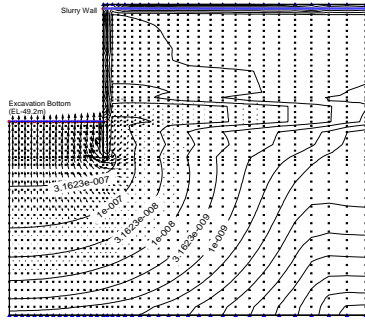 Slurry Wall
Excavation Bottom
(EL-49.2m)
3.1623e-007
1e-007
3.1623e-008
1e-008
3.1623e-009
1e-009